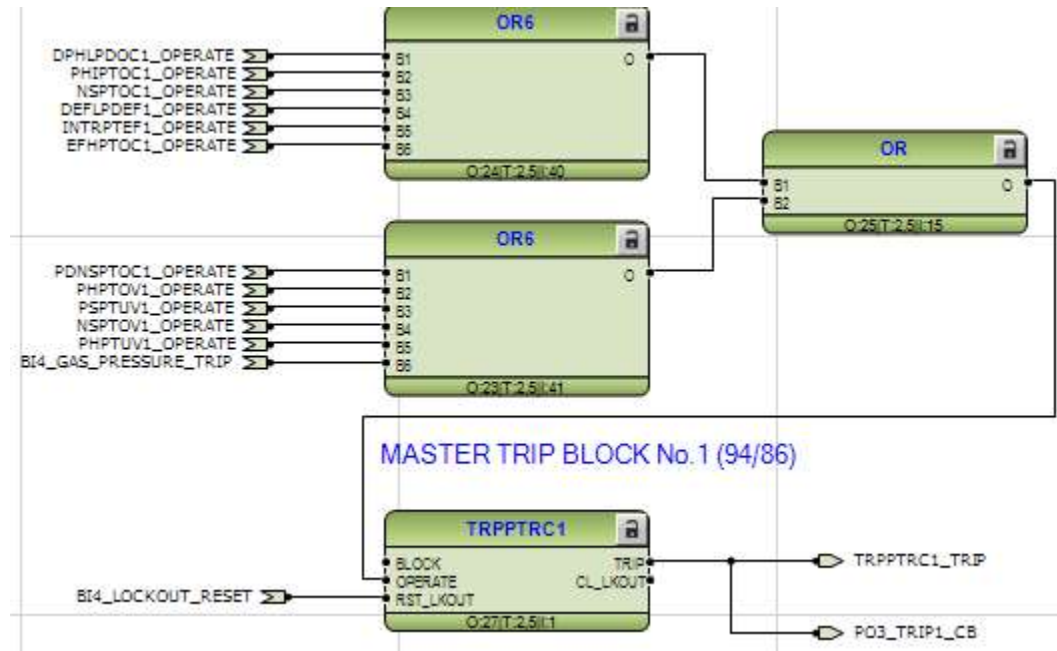 OR6
DPHLPDOC1_OPERATE
PHIPTOC1_OPERATE
NSPTOC1_OPERATE
DEFLPDEF1_OPERATE
INTRPTEF1_OPERATE
EFHPTOC1_OPERATE
B1
B2
B3
B4
B5
B6
O
O:24|T:2,5|I:40
OR
B1
B2
O
O:25|T:2,5|I:15
OR6
PDNSPTOC1_OPERATE
PHPTOV1_OPERATE
PSPTUV1_OPERATE
NSPTOV1_OPERATE
PHPTUV1_OPERATE
BI4_GAS_PRESSURE_TRIP
B1
B2
B3
B4
B5
B6
O
O:23|T:2,5|I:41
MASTER TRIP BLOCK No.1 (94/86)
TRPPTRC1
BLOCK
OPERATE
RST_LKOUT
TRIP
CL_LKOUT
BI4_LOCKOUT_RESET
O:27|T:2,5|I:1
TRPPTRC1_TRIP
PO3_TRIP1_CB